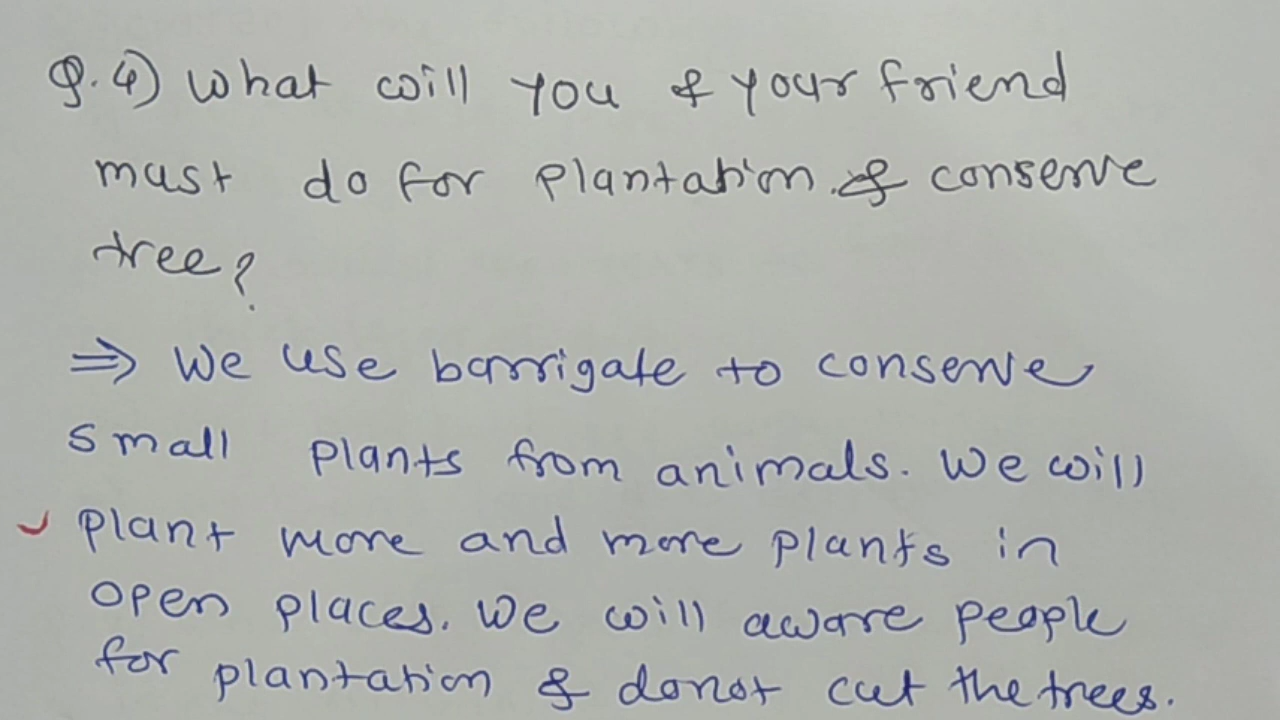 Q.4) What will you & your friend
must do for plantation & conserve
tree?
⇒ We use barrigate to conserve
small plants from animals. We will
plant more and more plants in
open places. We will aware people
for plantation & donot cut the trees.